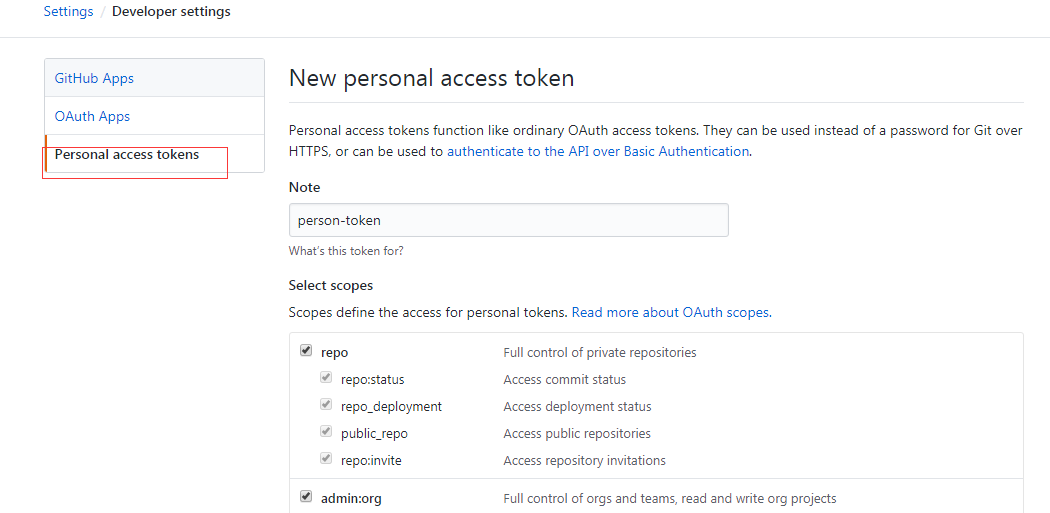 Settings / Developer settings
GitHub Apps
OAuth Apps
Personal access tokens
New personal access token
Personal access tokens function like ordinary OAuth access tokens. They can be used instead of a password for Git over
HTTPS, or can be used to authenticate to the API over Basic Authentication.
Note
person-token
What's this token for?
Select scopes
Scopes define the access for personal tokens. Read more about OAuth scopes.
repo Full control of private repositories
repo:status Access commit status
repo_deployment Access deployment status
public_repo Access public repositories
repo:invite Access repository invitations
admin:org Full control of orgs and teams, read and write org projects